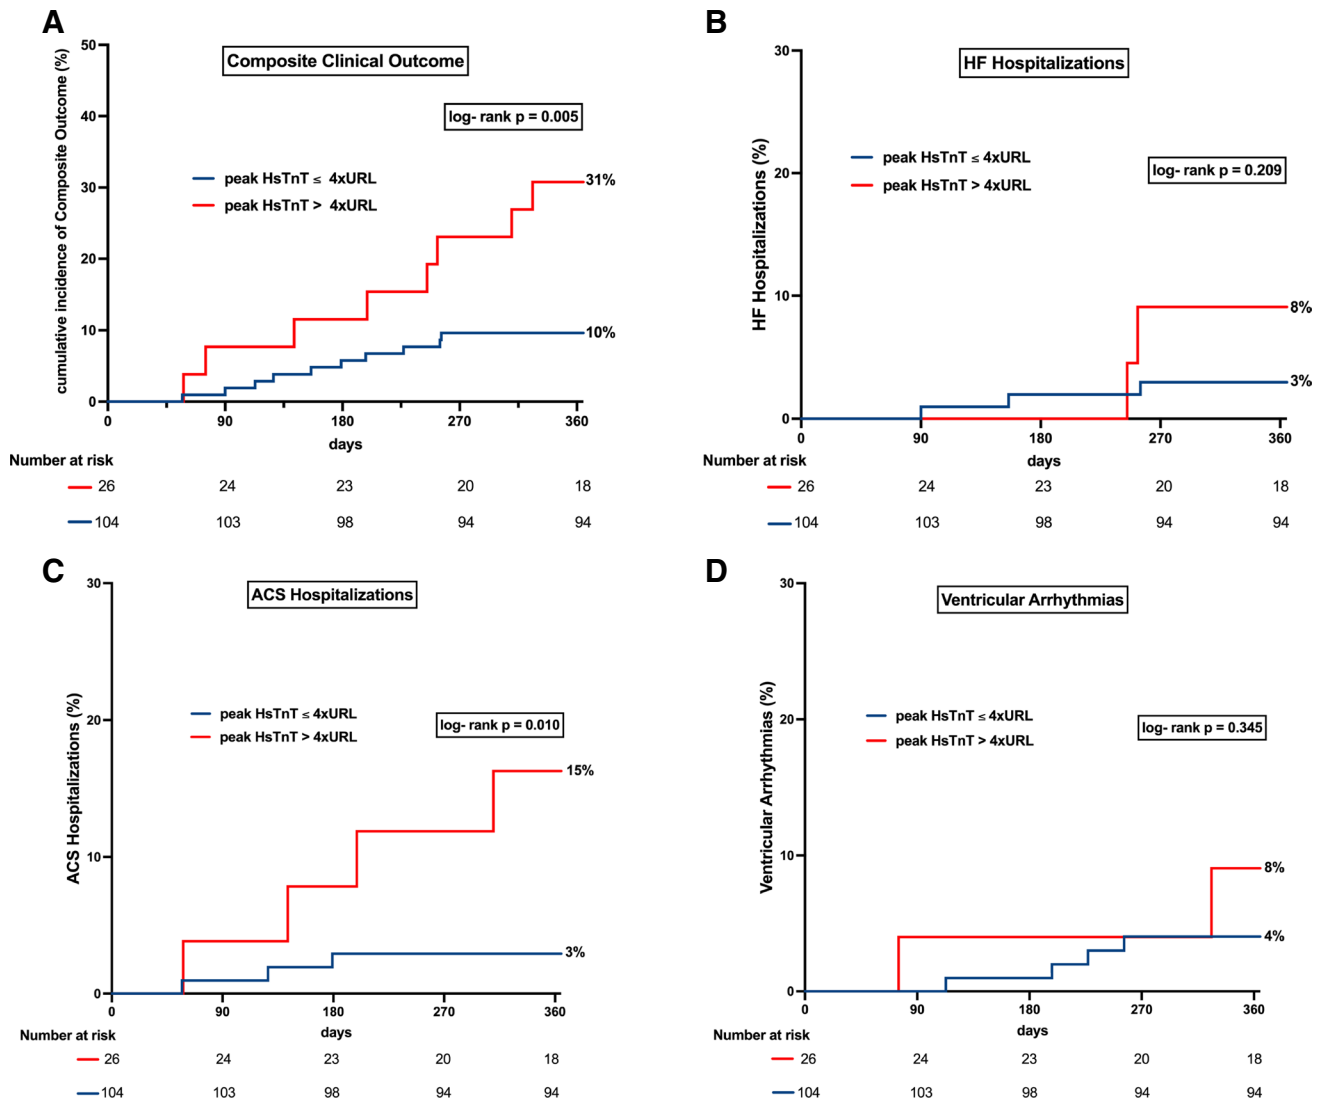 A
Composite Clinical Outcome
log- rank p = 0.005
cumulative incidence of Composite Outcome (%)
50
40
30
20
10
0
peak HsTnT ≤ 4xURL
peak HsTnT > 4xURL
31%
10%
0 90 180 270 360
days
Number at risk
26 24 23 20 18
104 103 98 94 94
B
HF Hospitalizations
log- rank p = 0.209
HF Hospitalizations (%)
30
20
10
0
peak HsTnT ≤ 4xURL
peak HsTnT > 4xURL
8%
3%
0 90 180 270 360
days
Number at risk
26 24 23 20 18
104 103 98 94 94
C
ACS Hospitalizations
log- rank p = 0.010
ACS Hospitalizations (%)
30
20
10
0
peak HsTnT ≤ 4xURL
peak HsTnT > 4xURL
15%
3%
0 90 180 270 360
days
Number at risk
26 24 23 20 18
104 103 98 94 94
D
Ventricular Arrhythmias
log- rank p = 0.345
Ventricular Arrhythmias (%)
30
20
10
0
peak HsTnT ≤ 4xURL
peak HsTnT > 4xURL
8%
4%
0 90 180 270 360
days
Number at risk
26 24 23 20 18
104 103 98 94 94